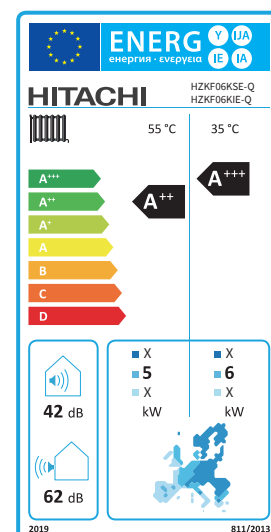 ENERG Y IJA
енергия · ενεργεια IE IA
HITACHI
HZKF06KSE-Q
HZKF06KIE-Q
55 °C
35 °C
A+++
A++
A+
A
B
C
D
A++
A+++
42 dB
62 dB
X
5
X
kW
X
6
X
kW
2019
811/2013